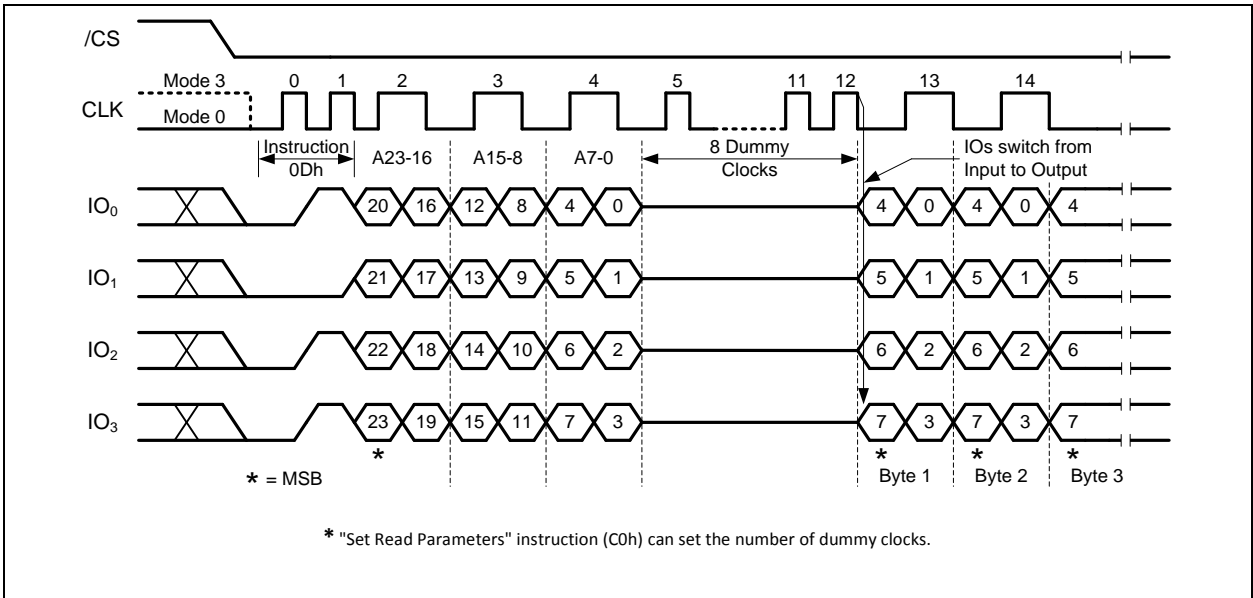 /CS
Mode 3 0 1 2 3 4 5 11 12 13 14
CLK Mode 0
Instruction 0Dh A23-16 A15-8 A7-0 8 Dummy Clocks IOs switch from Input to Output
IO₀ 20 16 12 8 4 0 4 0 4 0 4
IO₁ 21 17 13 9 5 1 5 1 5 1 5
IO₂ 22 18 14 10 6 2 6 2 6 2 6
IO₃ 23 19 15 11 7 3 7 3 7 3 7
* * * *
* = MSB Byte 1 Byte 2 Byte 3
* "Set Read Parameters" instruction (C0h) can set the number of dummy clocks.